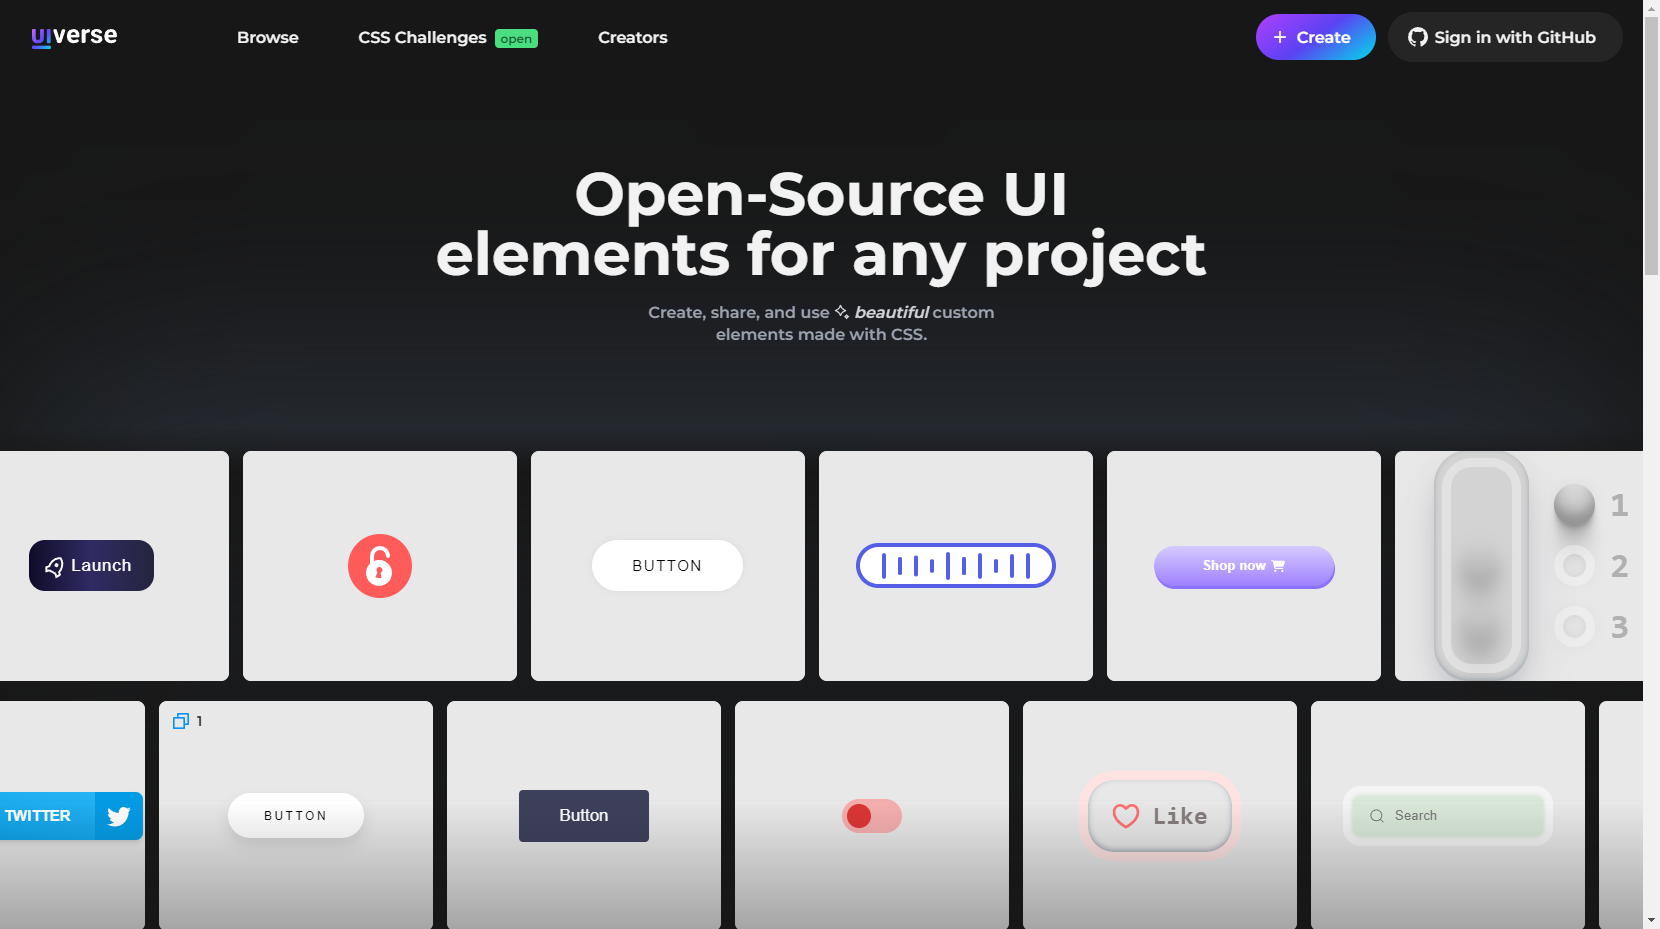 uiverse
Browse
CSS Challenges open
Creators
+ Create
Sign in with GitHub
Open-Source UI
elements for any project
Create, share, and use beautiful custom
elements made with CSS.
Launch
BUTTON
Shop now
1
2
3
TWITTER
1
BUTTON
Button
Like
Search